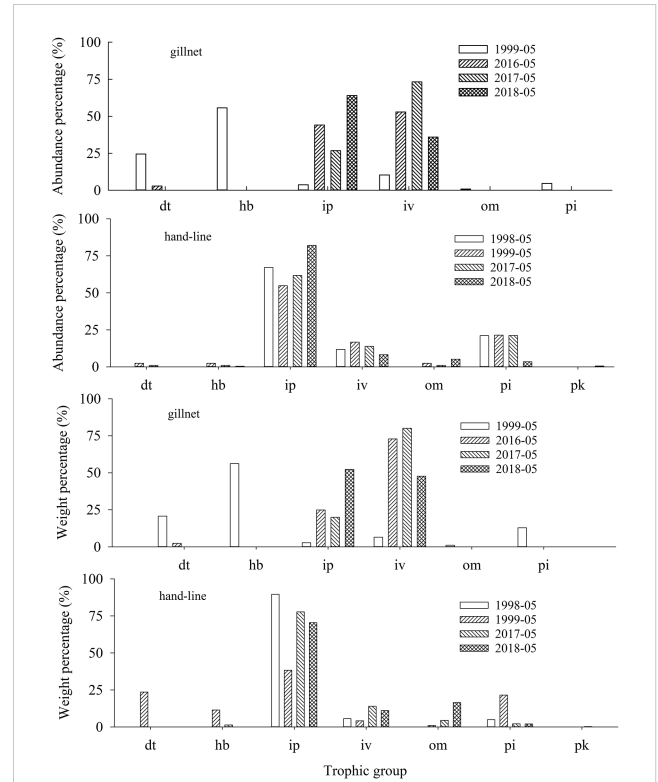 gillnet
Abundance percentage (%)
100
75
50
25
0
1999-05
2016-05
2017-05
2018-05
dt hb ip iv om pi
hand-line
Abundance percentage (%)
100
75
50
25
0
1998-05
1999-05
2017-05
2018-05
dt hb ip iv om pi pk
gillnet
Weight percentage (%)
100
75
50
25
0
1999-05
2016-05
2017-05
2018-05
dt hb ip iv om pi
hand-line
Weight percentage (%)
100
75
50
25
0
1998-05
1999-05
2017-05
2018-05
dt hb ip iv om pi pk
Trophic group